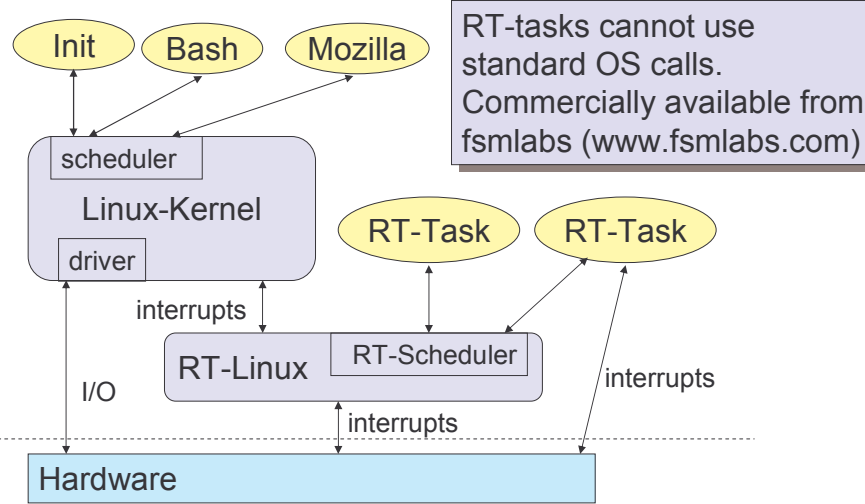 Init
Bash
Mozilla
RT-tasks cannot use
standard OS calls.
Commercially available from
fsmlabs (www.fsmlabs.com)
scheduler
Linux-Kernel
driver
RT-Task
RT-Task
interrupts
RT-Linux
RT-Scheduler
I/O
interrupts
interrupts
Hardware